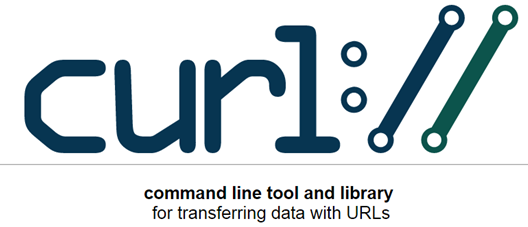 curl://
command line tool and library
for transferring data with URLs